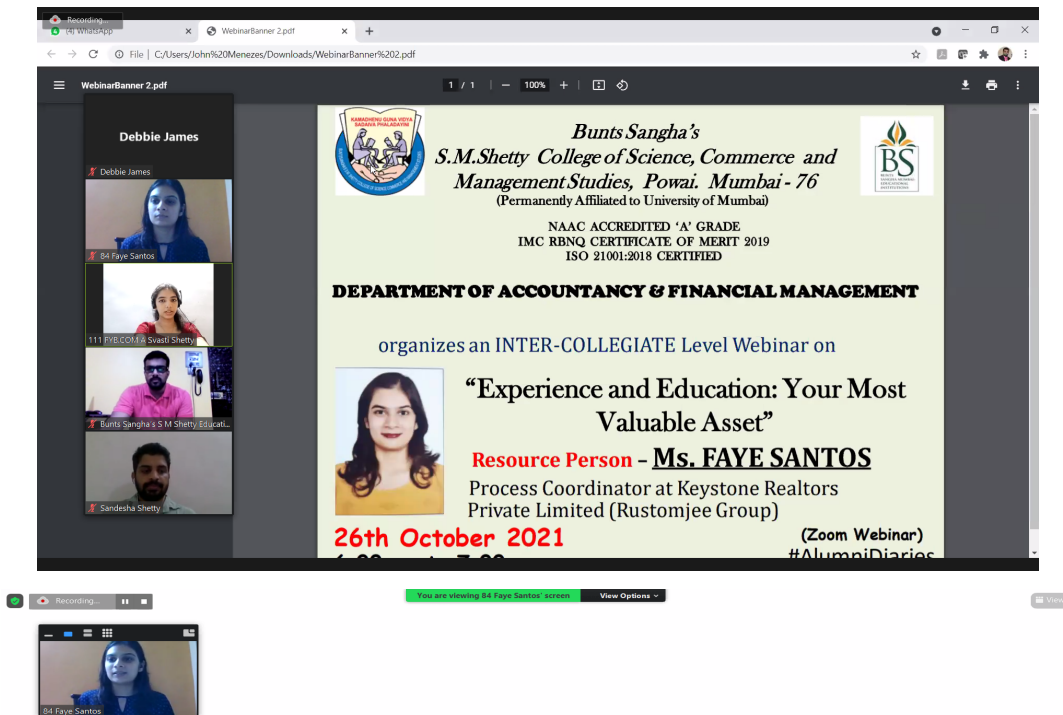 Recording...
(4) WhatsApp
WebinarBanner 2.pdf
File | C:/Users/John%20Menezes/Downloads/WebinarBanner%202.pdf
WebinarBanner 2.pdf
1 / 1
100%
Debbie James
Debbie James
84 Faye Santos
111 FYB.COM A Svasti Shetty
Bunts Sangha's S M Shetty Educati...
Sandesha Shetty
KAMADHENU GUNA VIDYA
SADAIVA PHALADAYINI
Bunts Sangha's
S.M.Shetty College of Science, Commerce and
Management Studies, Powai. Mumbai - 76
(Permanently Affiliated to University of Mumbai)
BS
NAAC ACCREDITED 'A' GRADE
IMC RBNQ CERTIFICATE OF MERIT 2019
ISO 21001:2018 CERTIFIED
DEPARTMENT OF ACCOUNTANCY & FINANCIAL MANAGEMENT
organizes an INTER-COLLEGIATE Level Webinar on
“Experience and Education: Your Most
Valuable Asset”
Resource Person – Ms. FAYE SANTOS
Process Coordinator at Keystone Realtors
Private Limited (Rustomjee Group)
26th October 2021
(Zoom Webinar)
#AlumniDiaries
Recording...
You are viewing 84 Faye Santos' screen
View Options
View
84 Faye Santos